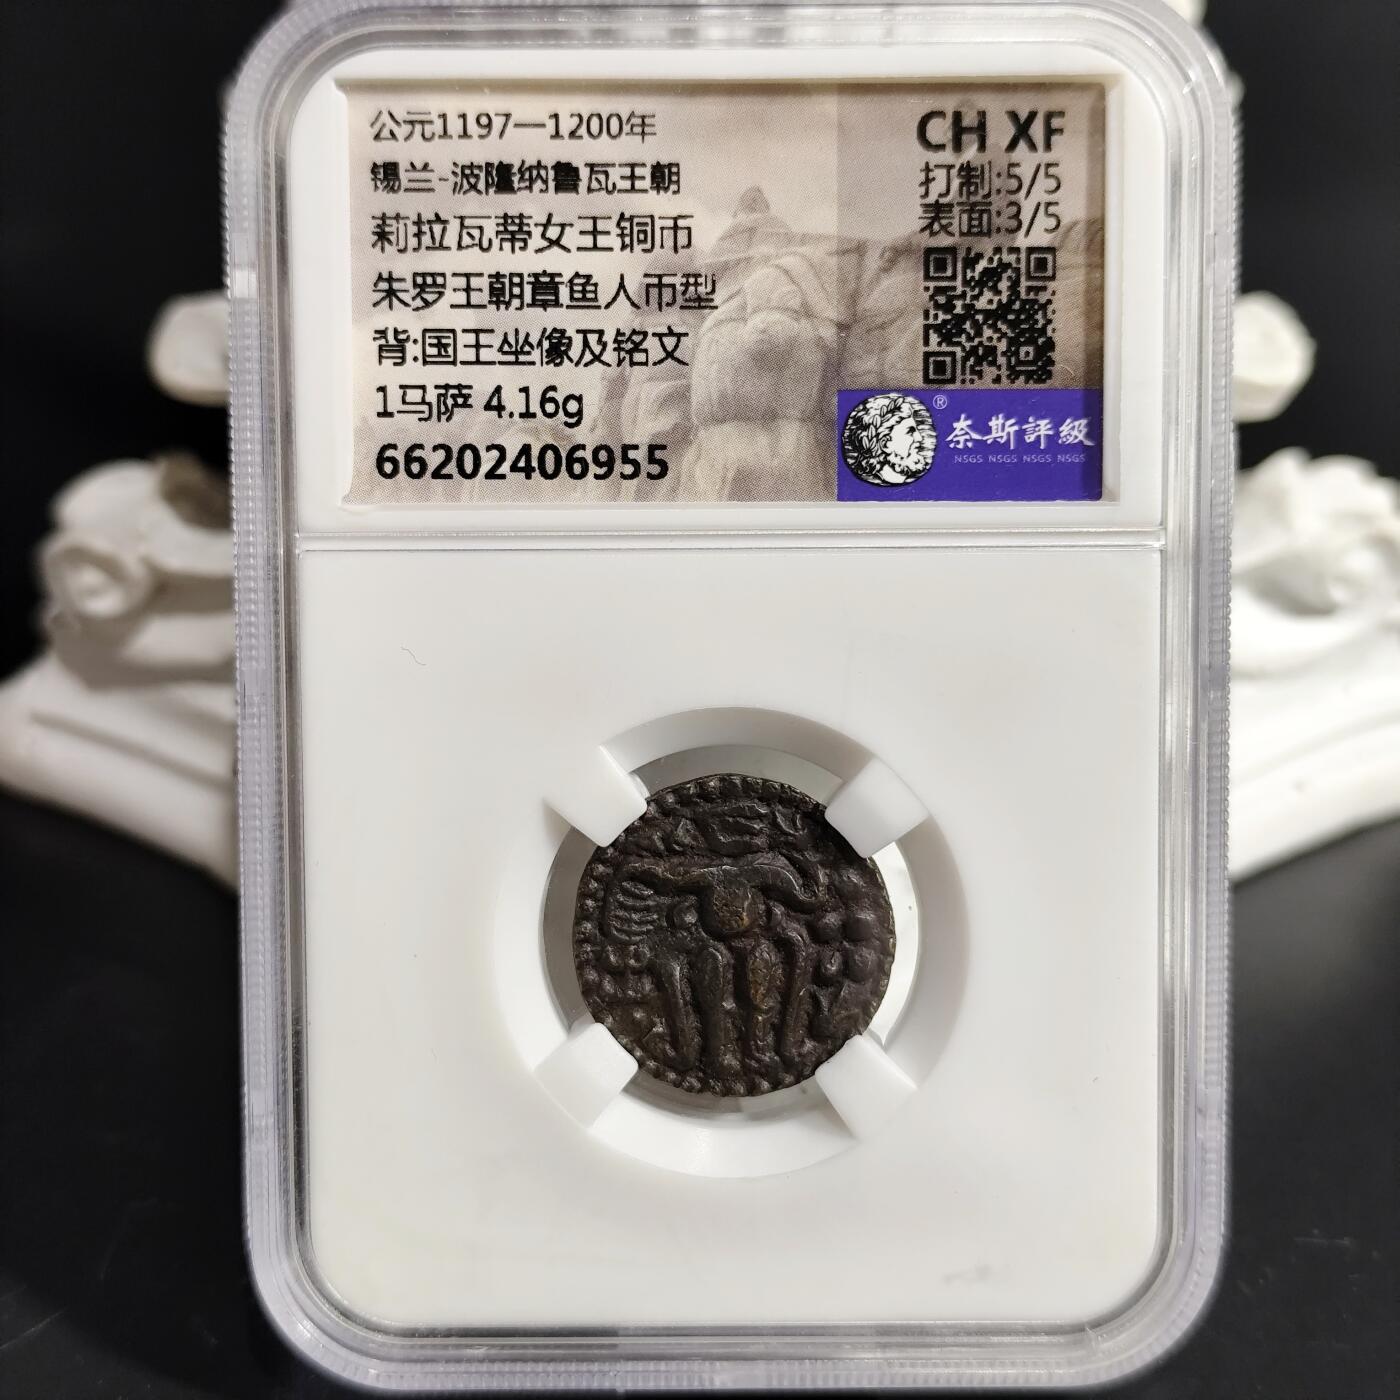 公元1197—1200年
锡兰-波隆纳鲁瓦王朝
莉拉瓦蒂女王铜币
朱罗王朝章鱼人币型
背:国王坐像及铭文
1马萨 4.16g
66202406955
CH XF
打制:5/5
表面:3/5
®
奈斯評級
NSGS NSGS NSGS NSGS